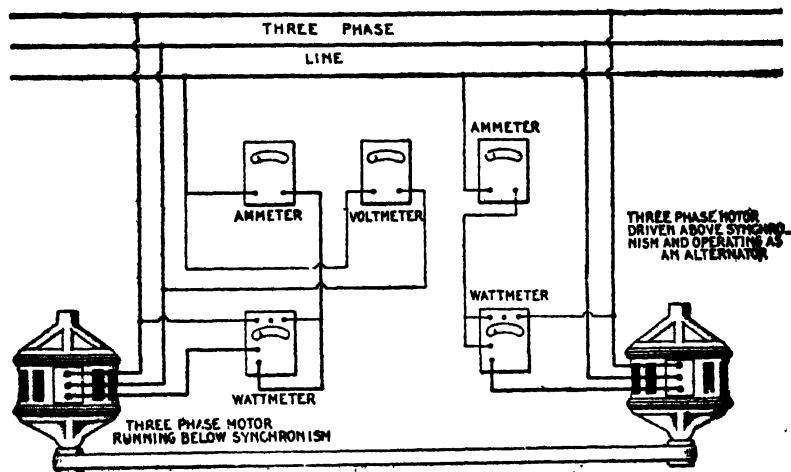 THREE PHASE
LINE
AMMETER
AMMETER
VOLTMETER
THREE PHASE MOTOR
DRIVEN ABOVE SYNCHRO-
NISM AND OPERATING AS
AN ALTERNATOR
WATTMETER
WATTMETER
THREE PHASE MOTOR
RUNNING BELOW SYNCHRONISM